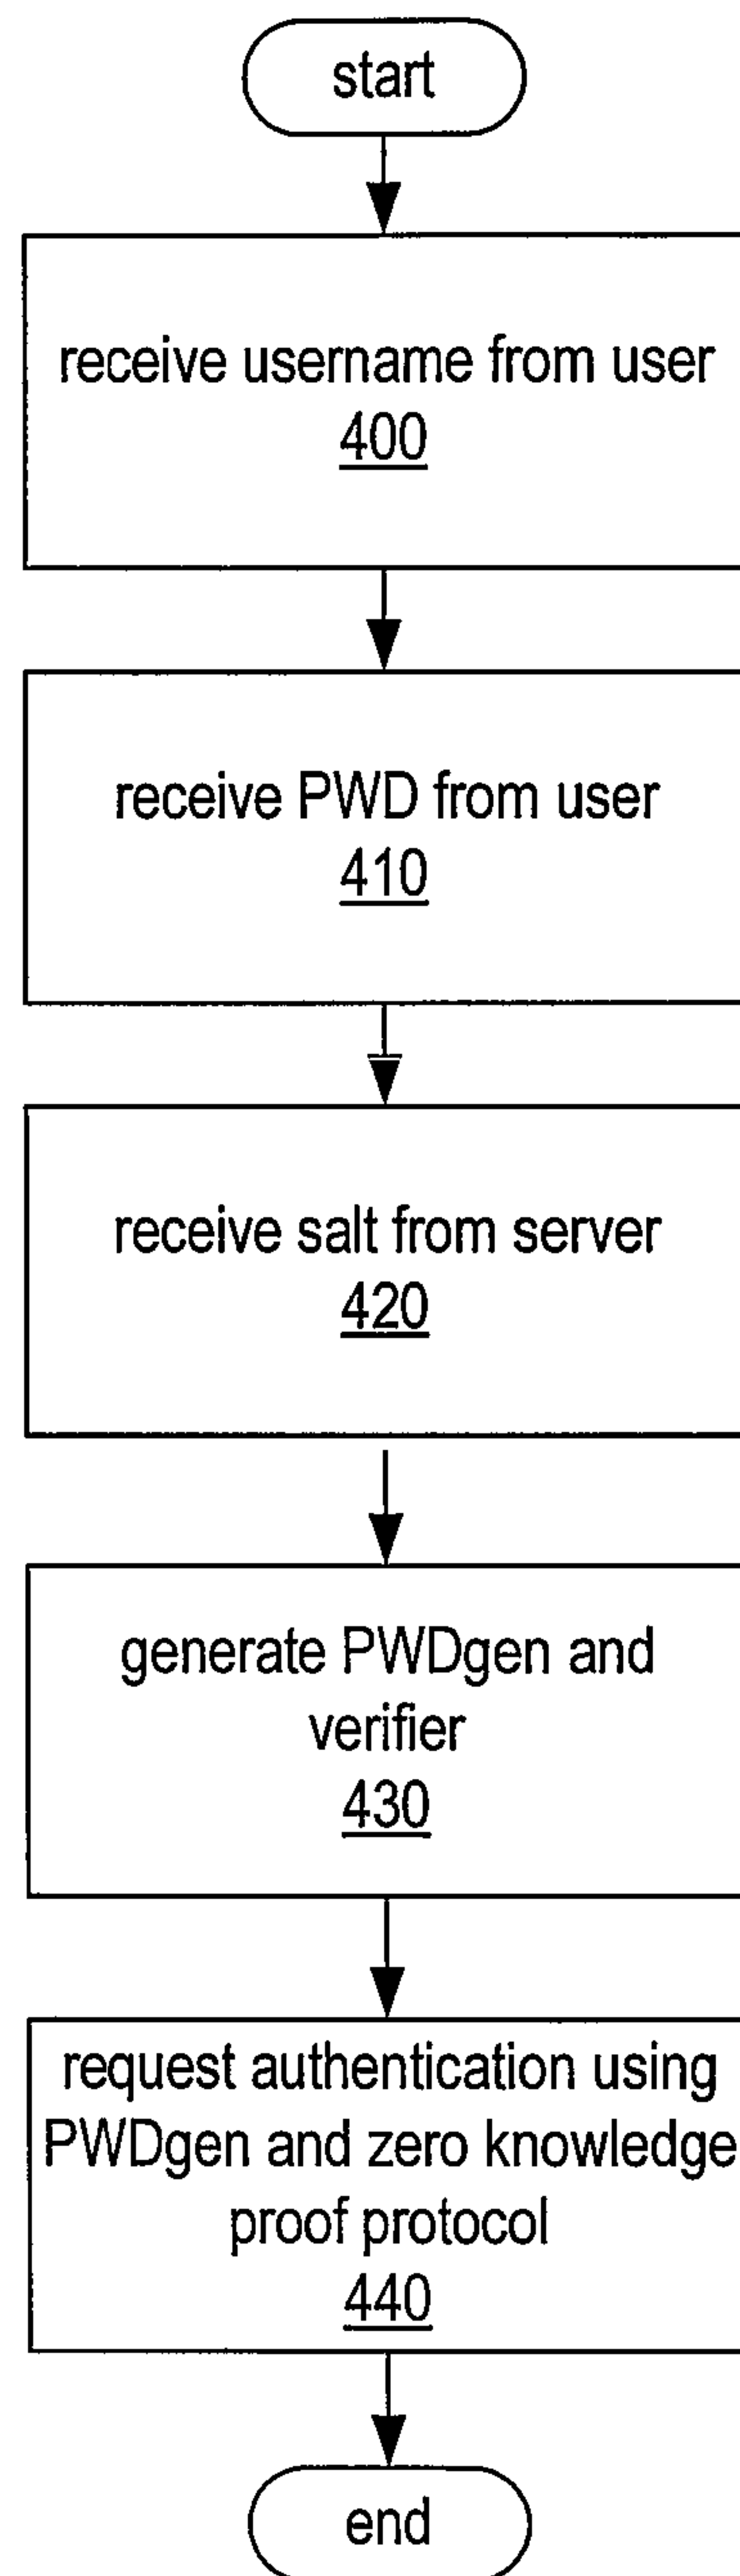 start
receive username from user
400
receive PWD from user
410
receive salt from server
420
generate PWDgen and
verifier
430
request authentication using
PWDgen and zero knowledge
proof protocol
440
end